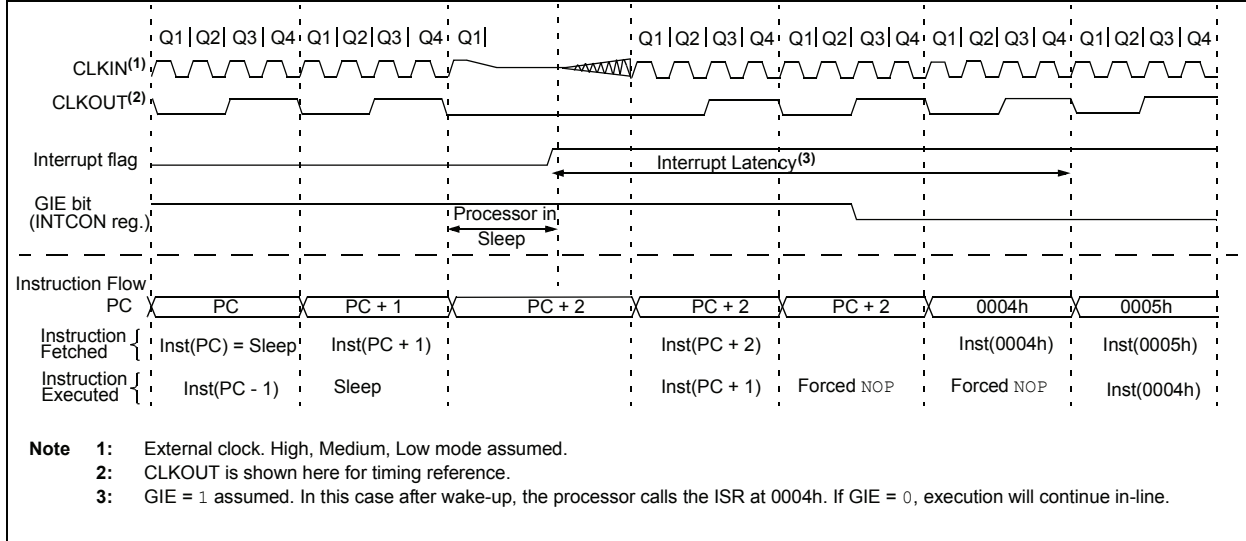 Q1| Q2| Q3| Q4 Q1| Q2|Q3| Q4 Q1| Q1| Q2| Q3| Q4 Q1| Q2| Q3| Q4 Q1| Q2| Q3| Q4 Q1| Q2| Q3| Q4
CLKIN(1)
CLKOUT(2)
Interrupt flag
Interrupt Latency(3)
GIE bit
(INTCON reg.)
Processor in
Sleep
Instruction Flow
PC PC PC + 1 PC + 2 PC + 2 PC + 2 0004h 0005h
Instruction
Fetched
Inst(PC) = Sleep Inst(PC + 1) Inst(PC + 2) Inst(0004h) Inst(0005h)
Instruction
Executed
Inst(PC - 1) Sleep Inst(PC + 1) Forced NOP Forced NOP Inst(0004h)
Note 1: External clock. High, Medium, Low mode assumed.
2: CLKOUT is shown here for timing reference.
3: GIE = 1 assumed. In this case after wake-up, the processor calls the ISR at 0004h. If GIE = 0, execution will continue in-line.